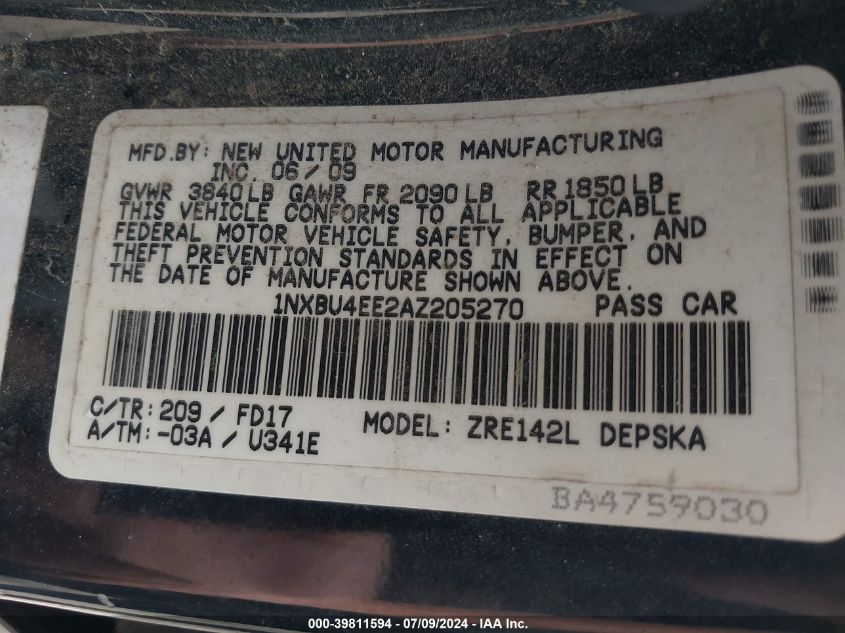 MFD.BY: NEW UNITED MOTOR MANUFACTURING
INC. 06/09
GVWR 3840LB GAWR FR 2090LB RR1850LB
THIS VEHICLE CONFORMS TO ALL APPLICABLE
FEDERAL MOTOR VEHICLE SAFETY, BUMPER, AND
THEFT PREVENTION STANDARDS IN EFFECT ON
THE DATE OF MANUFACTURE SHOWN ABOVE.
1NXBU4EE2AZ205270 PASS CAR
C/TR: 209 / FD17
A/TM: -03A / U341E
MODEL: ZRE142L DEPSKA
BA4759030
000-39811594 - 07/09/2024 - IAA Inc.